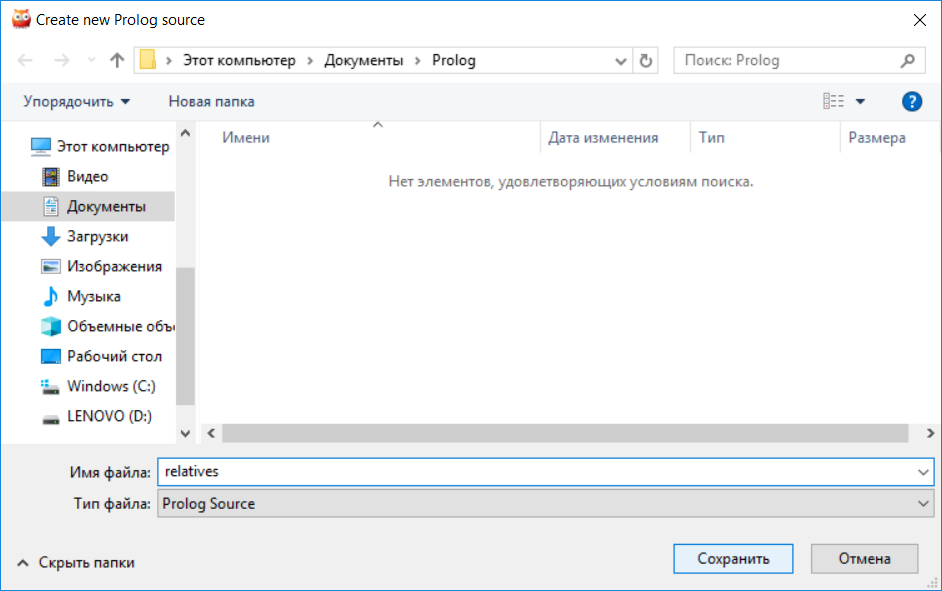 Create new Prolog source
Этот компьютер Документы Prolog
Поиск: Prolog
Упорядочить Новая папка
?
Имени Дата изменения Тип Размера
Нет элементов, удовлетворяющих условиям поиска.
Этот компьютер
Видео
Документы
Загрузки
Изображения
Музыка
Объемные объ
Рабочий стол
Windows (C:)
LENOVO (D:)
Имя файла: relatives
Тип файла: Prolog Source
Скрыть папки
Сохранить Отмена